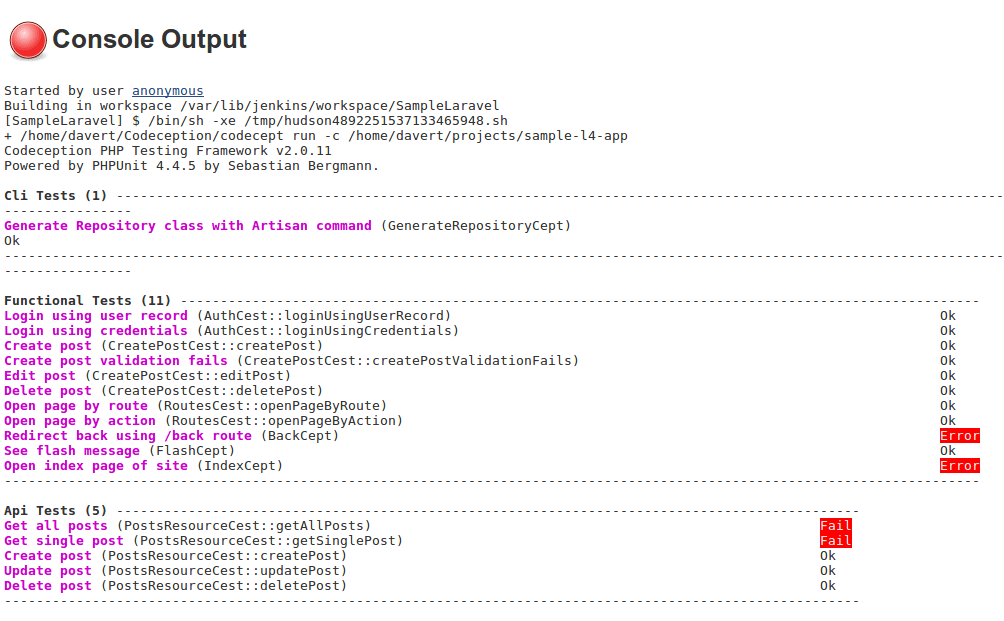 Console Output
Started by user anonymous
Building in workspace /var/lib/jenkins/workspace/SampleLaravel
[SampleLaravel] $ /bin/sh -xe /tmp/hudson4892251537133465948.sh
+ /home/davert/Codeception/codecept run -c /home/davert/projects/sample-l4-app
Codeception PHP Testing Framework v2.0.11
Powered by PHPUnit 4.4.5 by Sebastian Bergmann.
Cli Tests (1) ---------------------------------------------------------------------------------------------------------------
----------------
Generate Repository class with Artisan command (GenerateRepositoryCept)
Ok
-----------------------------------------------------------------------------------------------------------------------------
----------------
Functional Tests (11) ----------------------------------------------------------------------------------------------------
Login using user record (AuthCest::loginUsingUserRecord) Ok
Login using credentials (AuthCest::loginUsingCredentials) Ok
Create post (CreatePostCest::createPost) Ok
Create post validation fails (CreatePostCest::createPostValidationFails) Ok
Edit post (CreatePostCest::editPost) Ok
Delete post (CreatePostCest::deletePost) Ok
Open page by route (RoutesCest::openPageByRoute) Ok
Open page by action (RoutesCest::openPageByAction) Ok
Redirect back using /back route (BackCept) Error
See flash message (FlashCept) Ok
Open index page of site (IndexCept) Error
--------------------------------------------------------------------------------------------------------------------------
Api Tests (5) ---------------------------------------------------------------------------------------------
Get all posts (PostsResourceCest::getAllPosts) Fail
Get single post (PostsResourceCest::getSinglePost) Fail
Create post (PostsResourceCest::createPost) Ok
Update post (PostsResourceCest::updatePost) Ok
Delete post (PostsResourceCest::deletePost) Ok
-----------------------------------------------------------------------------------------------------------